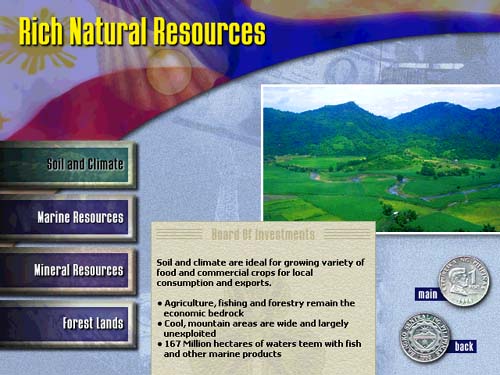 Rich Natural Resources
Soil and Climate
Marine Resources
Mineral Resources
Forest Lands
Board Of Investments
Soil and climate are ideal for growing variety of
food and commercial crops for local
consumption and exports.
● Agriculture, fishing and forestry remain the
economic bedrock
● Cool, mountain areas are wide and largely
unexploited
● 167 Million hectares of waters teem with fish
and other marine products
main
1
back